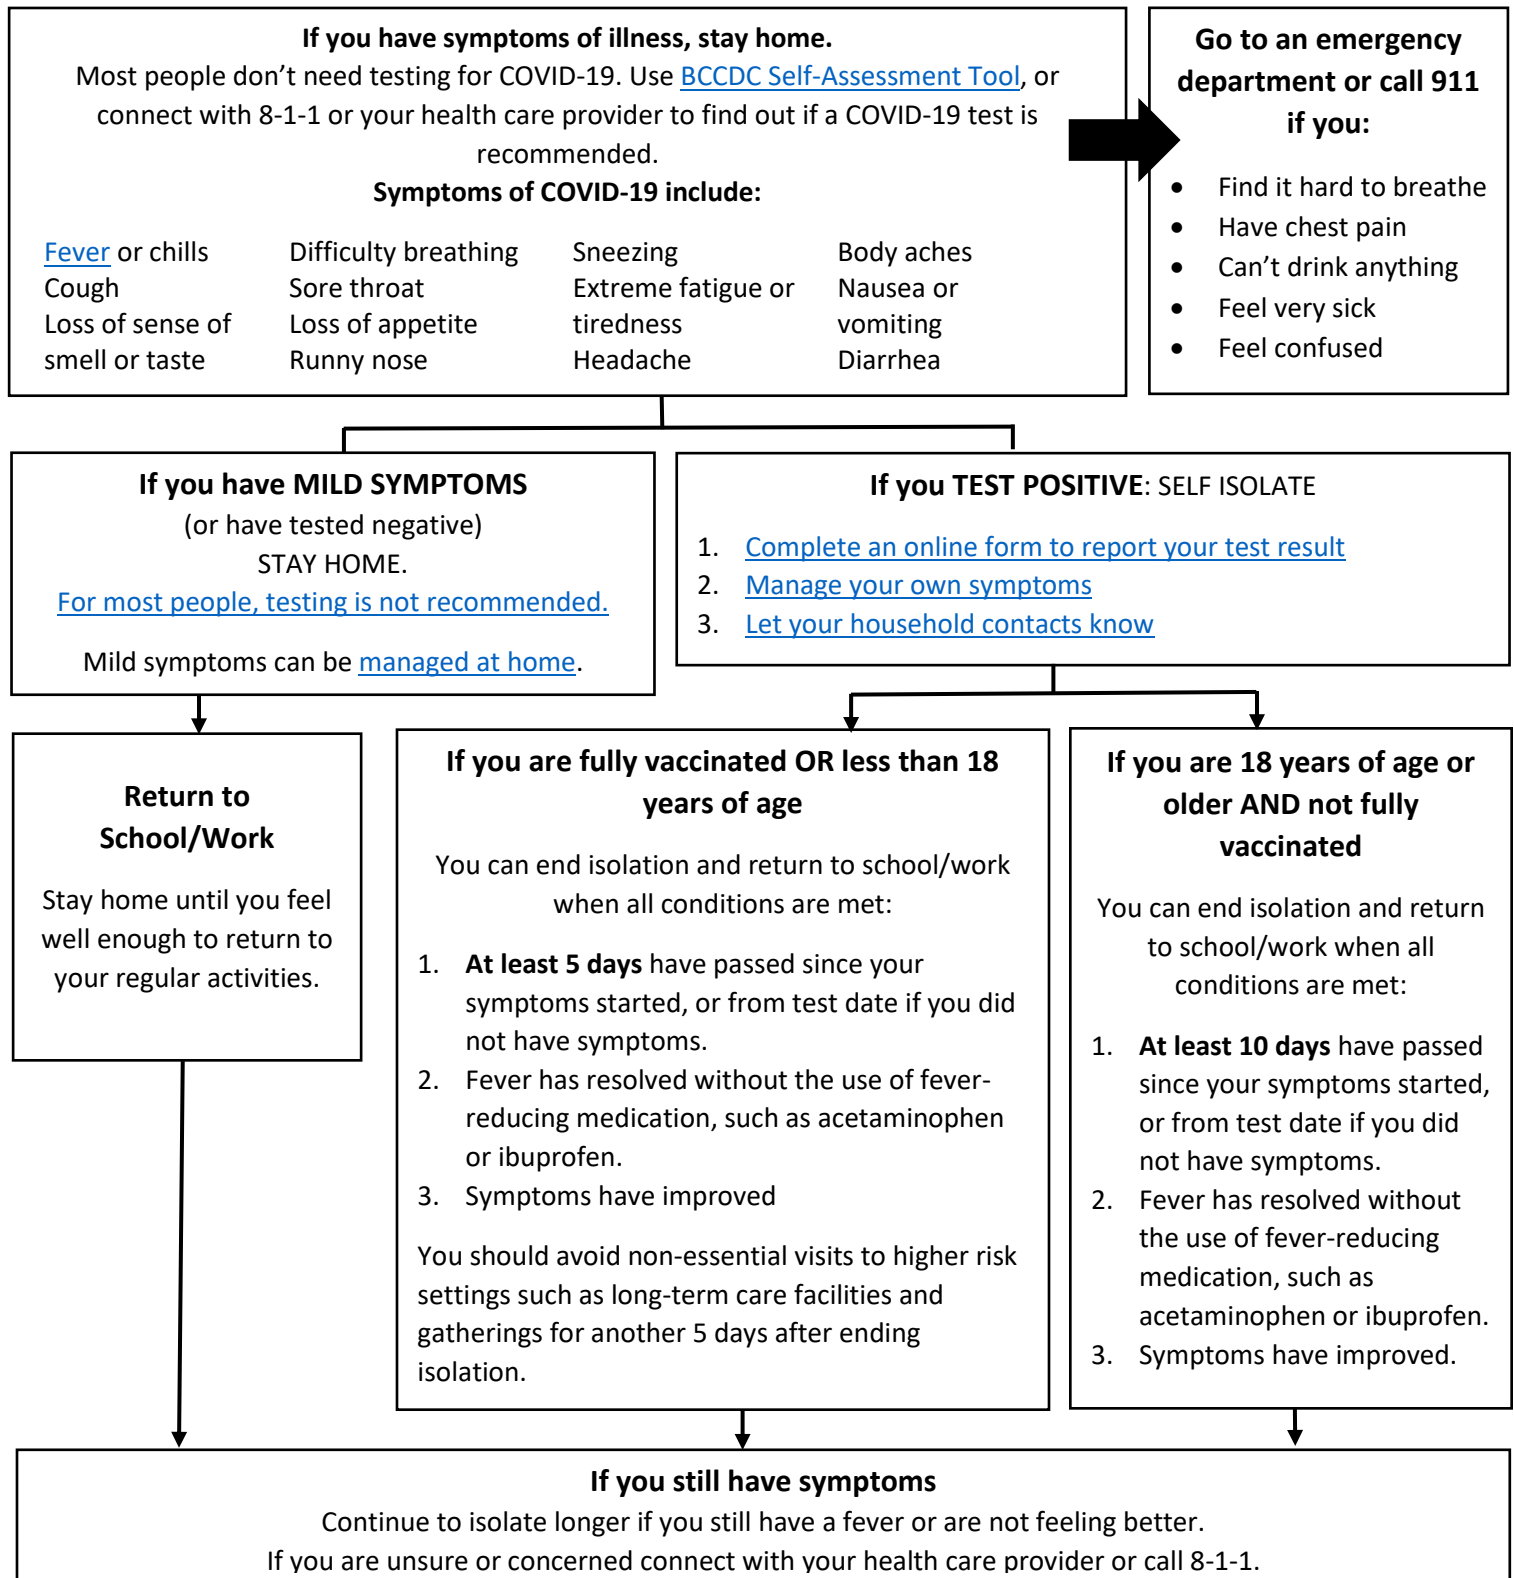 If you have symptoms of illness, stay home.
Most people don’t need testing for COVID-19. Use BCCDC Self-Assessment Tool, or
connect with 8-1-1 or your health care provider to find out if a COVID-19 test is
recommended.
Symptoms of COVID-19 include:
Fever or chills
Cough
Loss of sense of
smell or taste
Difficulty breathing
Sore throat
Loss of appetite
Runny nose
Sneezing
Extreme fatigue or
tiredness
Headache
Body aches
Nausea or
vomiting
Diarrhea
Go to an emergency
department or call 911
if you:
• Find it hard to breathe
• Have chest pain
• Can’t drink anything
• Feel very sick
• Feel confused
If you have MILD SYMPTOMS
(or have tested negative)
STAY HOME.
For most people, testing is not recommended.
Mild symptoms can be managed at home.
If you TEST POSITIVE: SELF ISOLATE
1. Complete an online form to report your test result
2. Manage your own symptoms
3. Let your household contacts know
Return to
School/Work
Stay home until you feel
well enough to return to
your regular activities.
If you are fully vaccinated OR less than 18
years of age
You can end isolation and return to school/work
when all conditions are met:
1. At least 5 days have passed since your
symptoms started, or from test date if you did
not have symptoms.
2. Fever has resolved without the use of fever-
reducing medication, such as acetaminophen
or ibuprofen.
3. Symptoms have improved
You should avoid non-essential visits to higher risk
settings such as long-term care facilities and
gatherings for another 5 days after ending
isolation.
If you are 18 years of age or
older AND not fully
vaccinated
You can end isolation and return
to school/work when all
conditions are met:
1. At least 10 days have passed
since your symptoms started,
or from test date if you did
not have symptoms.
2. Fever has resolved without
the use of fever-reducing
medication, such as
acetaminophen or ibuprofen.
3. Symptoms have improved.
If you still have symptoms
Continue to isolate longer if you still have a fever or are not feeling better.
If you are unsure or concerned connect with your health care provider or call 8-1-1.